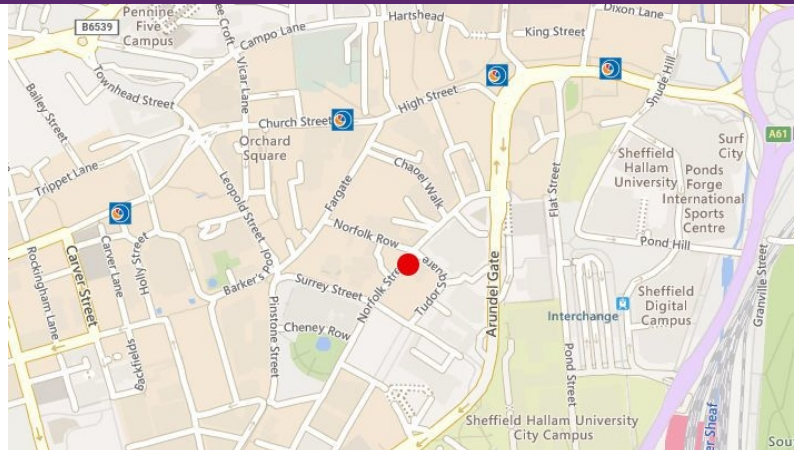 Pennine
Five
Campus
B6539
Hartshead
Dixon Lane
King Street
Campo Lane
Vicar Lane
Townhead Street
Bailey Street
High Street
Church Street
Shude Hill
A61
Orchard
Square
Surf
City
Sheffield
Hallam
University
Ponds
Forge
International
Sports
Centre
Trippet Lane
Chapel Walk
Fargate
Leopold Street
Flat Street
Norfolk Row
Pond Hill
Carver Street
Rockingham Lane
Carver Lane
Holly Street
Barker's Pool
Norfolk Street
Tudor Square
Surrey Street
Arundel Gate
Granville Street
Sheffield
Digital
Campus
Interchange
Pinstone Street
Cheney Row
Backfields
Pond Street
Sheffield Hallam University
City Campus
er Sheaf
Sou